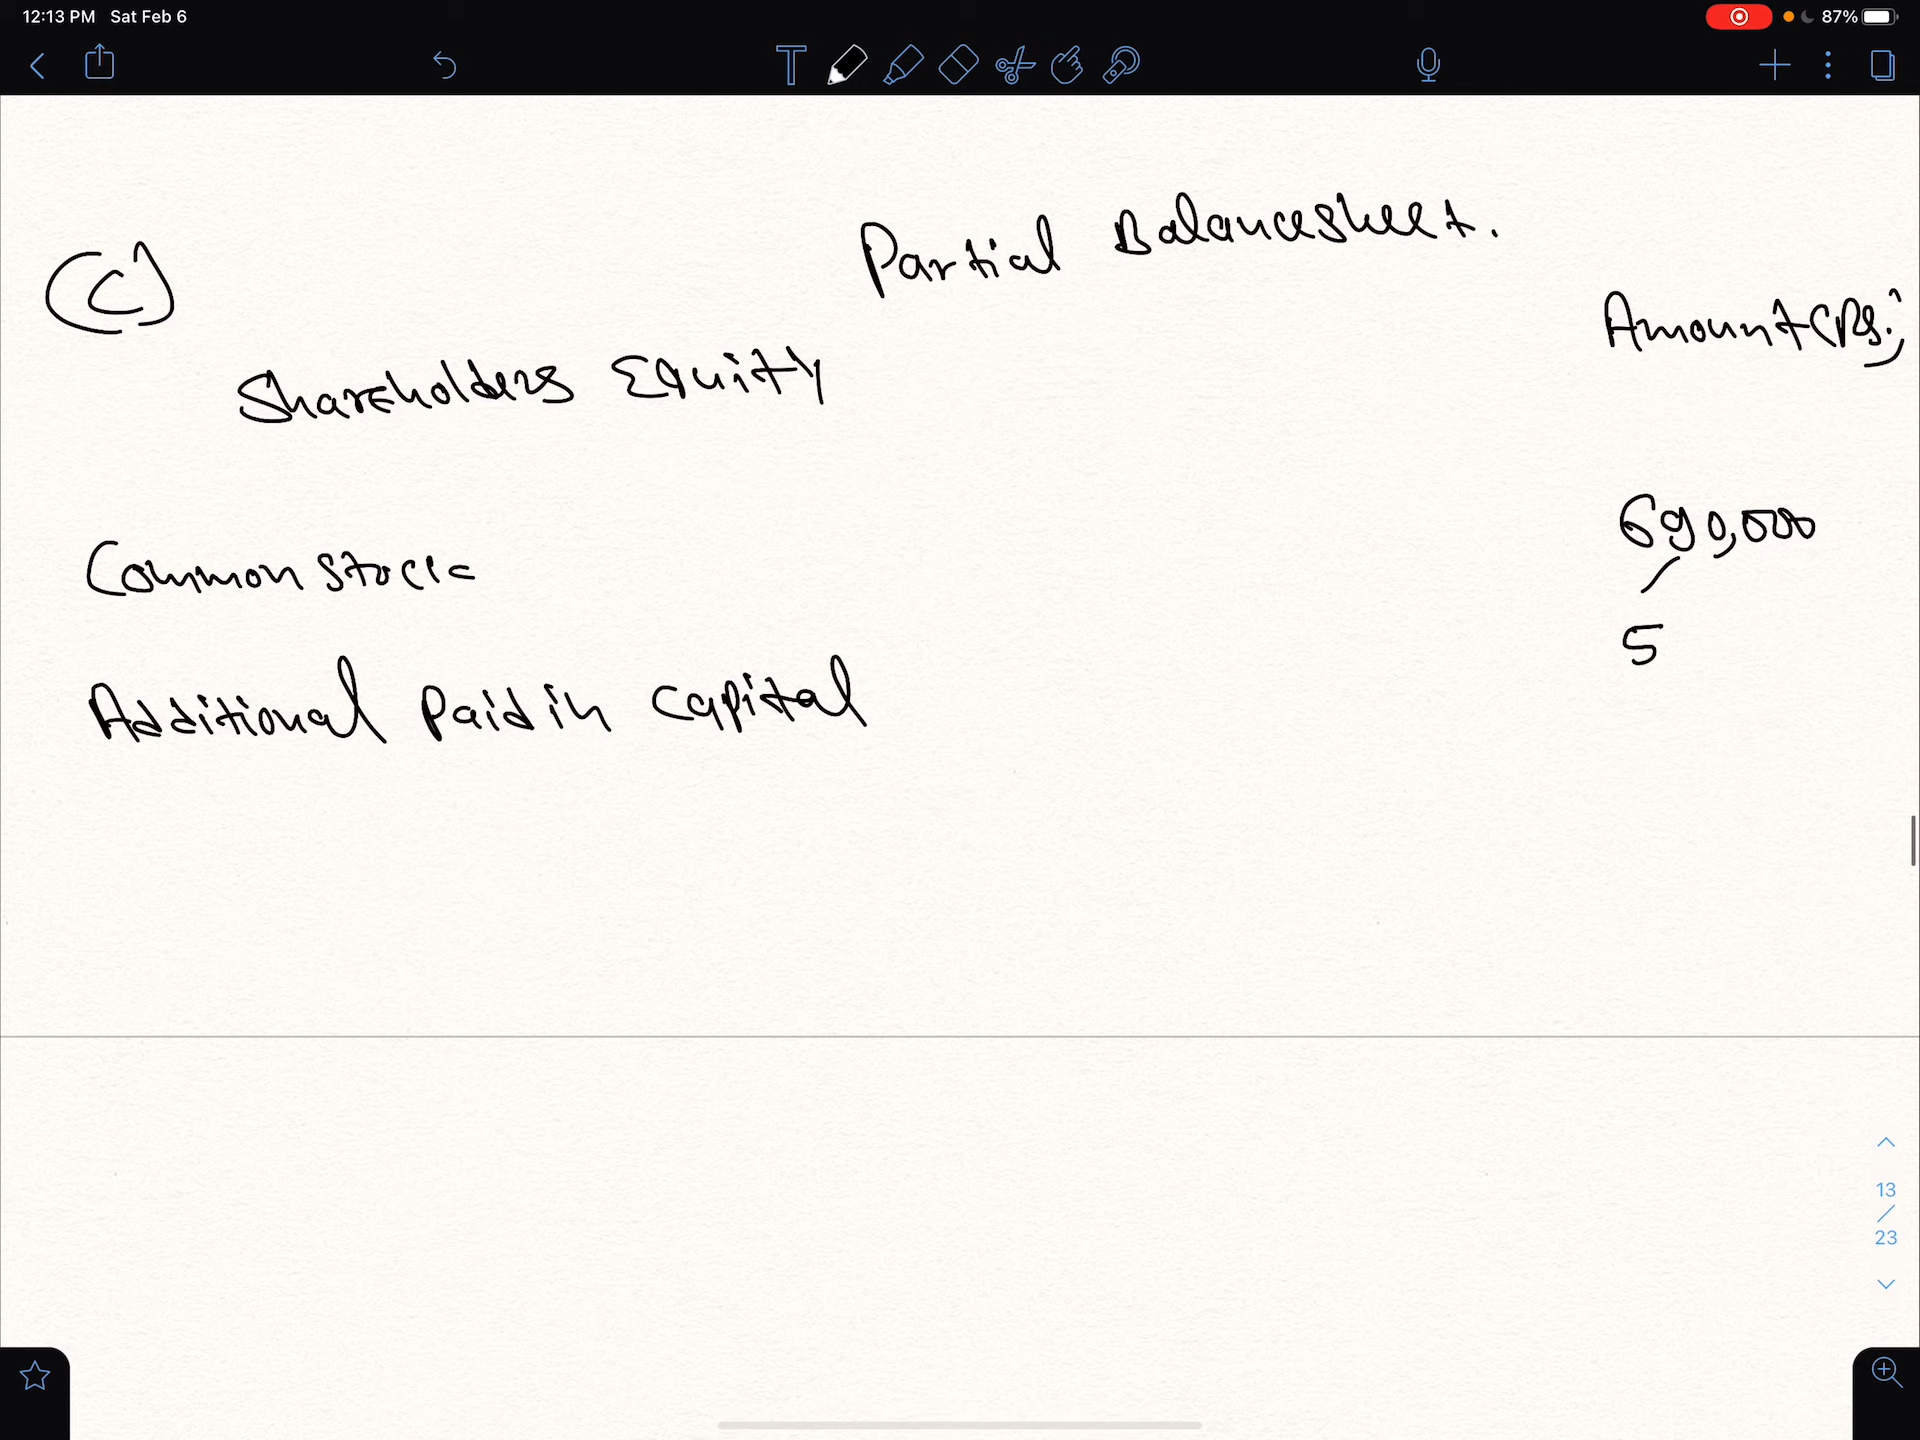 12:13 PM Sat Feb 6
87%
Partial Balancesheet.
(C)
Amount(Rs.)
Shareholders Equity
690,000
Common stock
5
Additional Paid in capital
13
/
23